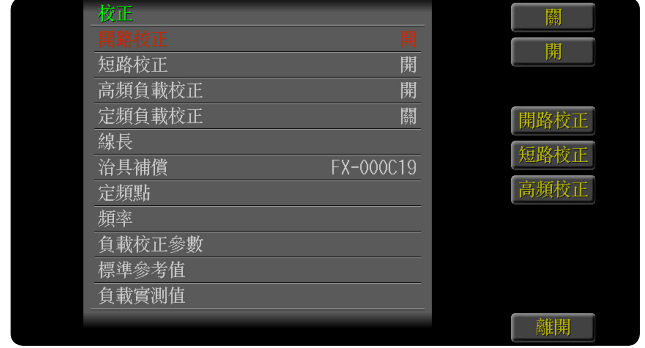 校正
開路校正 開
短路校正 開
高頻負載校正 開
定頻負載校正 關
線長
治具補償 FX-000C19
定頻點
頻率
負載校正參數
標準參考值
負載實測值
關
開
開路校正
短路校正
高頻校正
離開